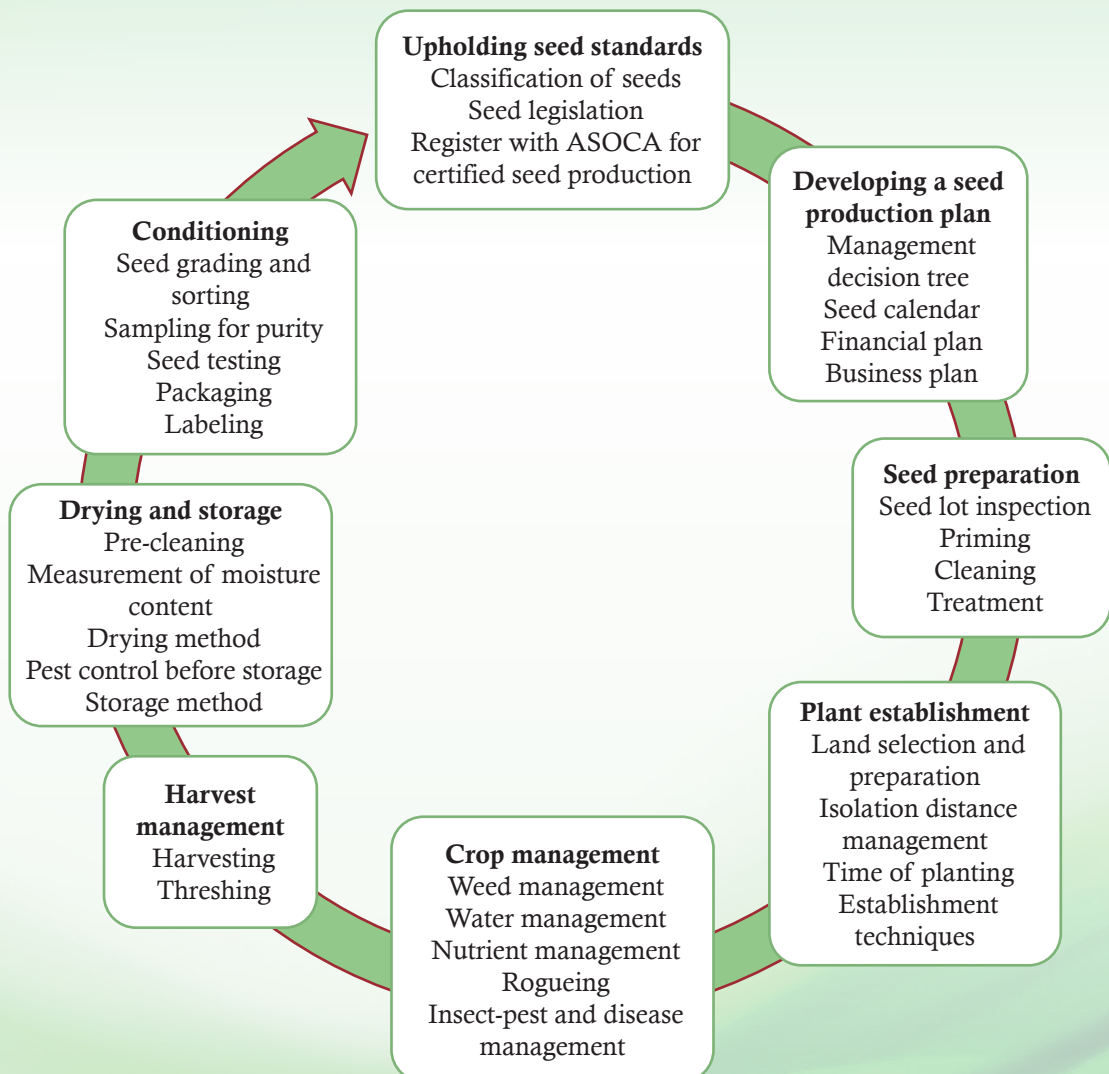 Upholding seed standards
Classification of seeds
Seed legislation
Register with ASOCA for
certified seed production
Developing a seed
production plan
Management
decision tree
Seed calendar
Financial plan
Business plan
Seed preparation
Seed lot inspection
Priming
Cleaning
Treatment
Plant establishment
Land selection and
preparation
Isolation distance
management
Time of planting
Establishment
techniques
Crop management
Weed management
Water management
Nutrient management
Rogueing
Insect-pest and disease
management
Harvest
management
Harvesting
Threshing
Drying and storage
Pre-cleaning
Measurement of moisture
content
Drying method
Pest control before storage
Storage method
Conditioning
Seed grading and
sorting
Sampling for purity
Seed testing
Packaging
Labeling